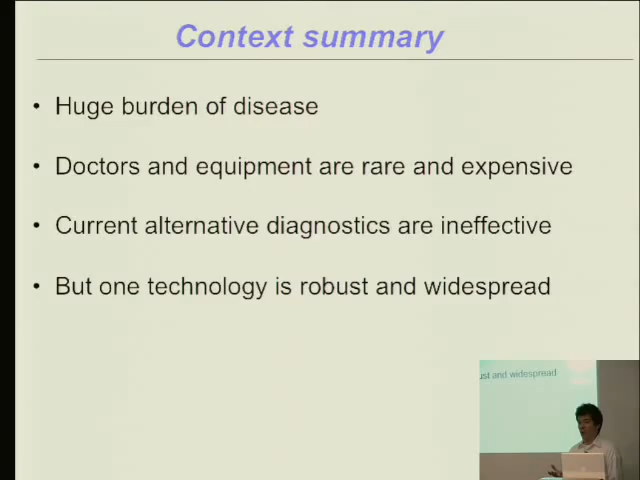 Context summary
• Huge burden of disease
• Doctors and equipment are rare and expensive
• Current alternative diagnostics are ineffective
• But one technology is robust and widespread
ust and widespread